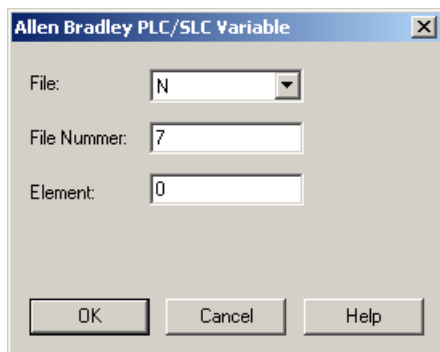 Allen Bradley PLC/SLC Variable
File: N
File Nummer: 7
Element: 0
OK Cancel Help